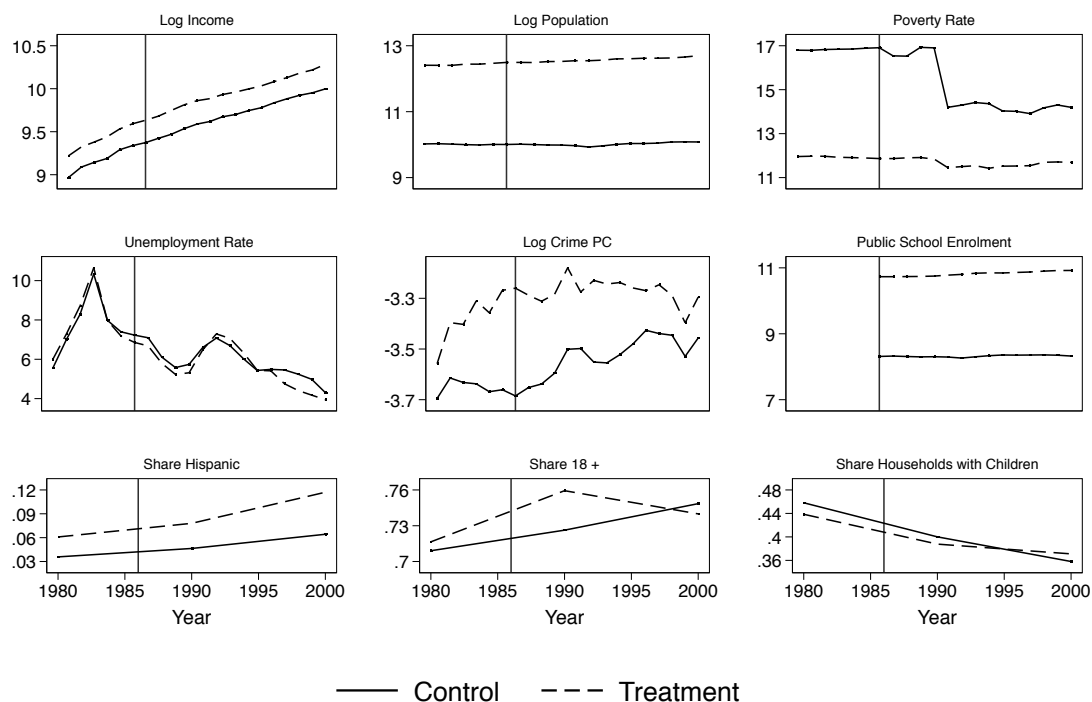 Log Income
10.5
10
9.5
9
Log Population
13
11
9
Poverty Rate
17
15
13
11
Unemployment Rate
10
8
6
4
Log Crime PC
-3.3
-3.5
-3.7
Public School Enrolment
11
9
7
Share Hispanic
.12
.09
.06
.03
1980 1985 1990 1995 2000
Year
Share 18 +
.76
.73
.7
1980 1985 1990 1995 2000
Year
Share Households with Children
.48
.44
.4
.36
1980 1985 1990 1995 2000
Year
Control Treatment